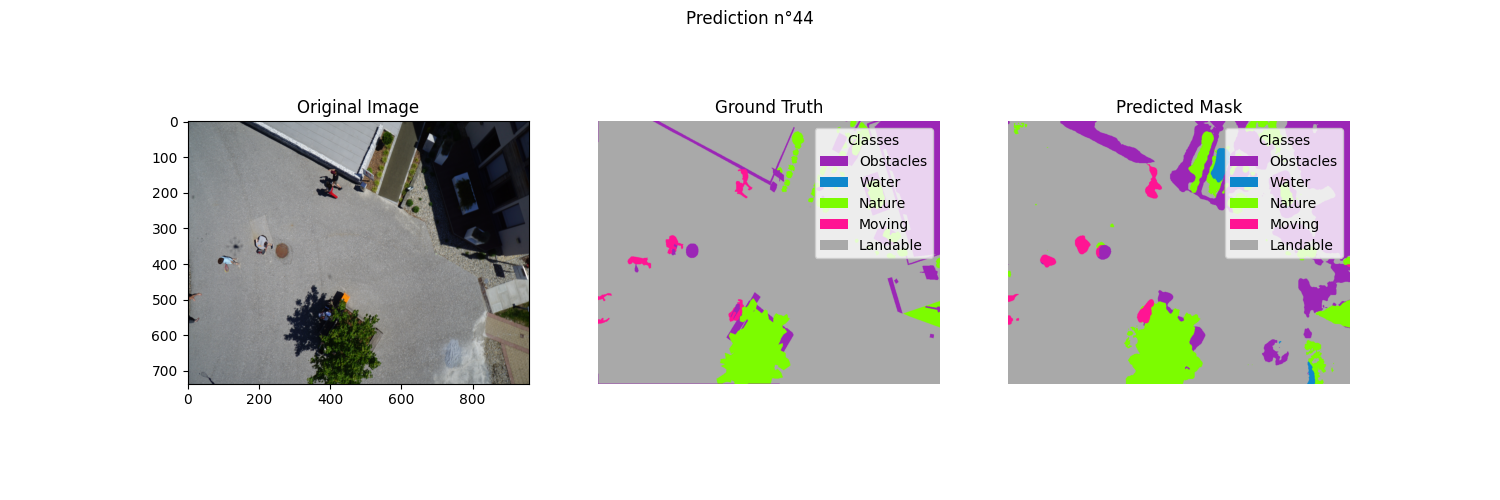 Prediction n°44
Original Image
Ground Truth
Predicted Mask
0
100
200
300
400
500
600
700
0
200
400
600
800
Classes
Obstacles
Water
Nature
Moving
Landable
Classes
Obstacles
Water
Nature
Moving
Landable